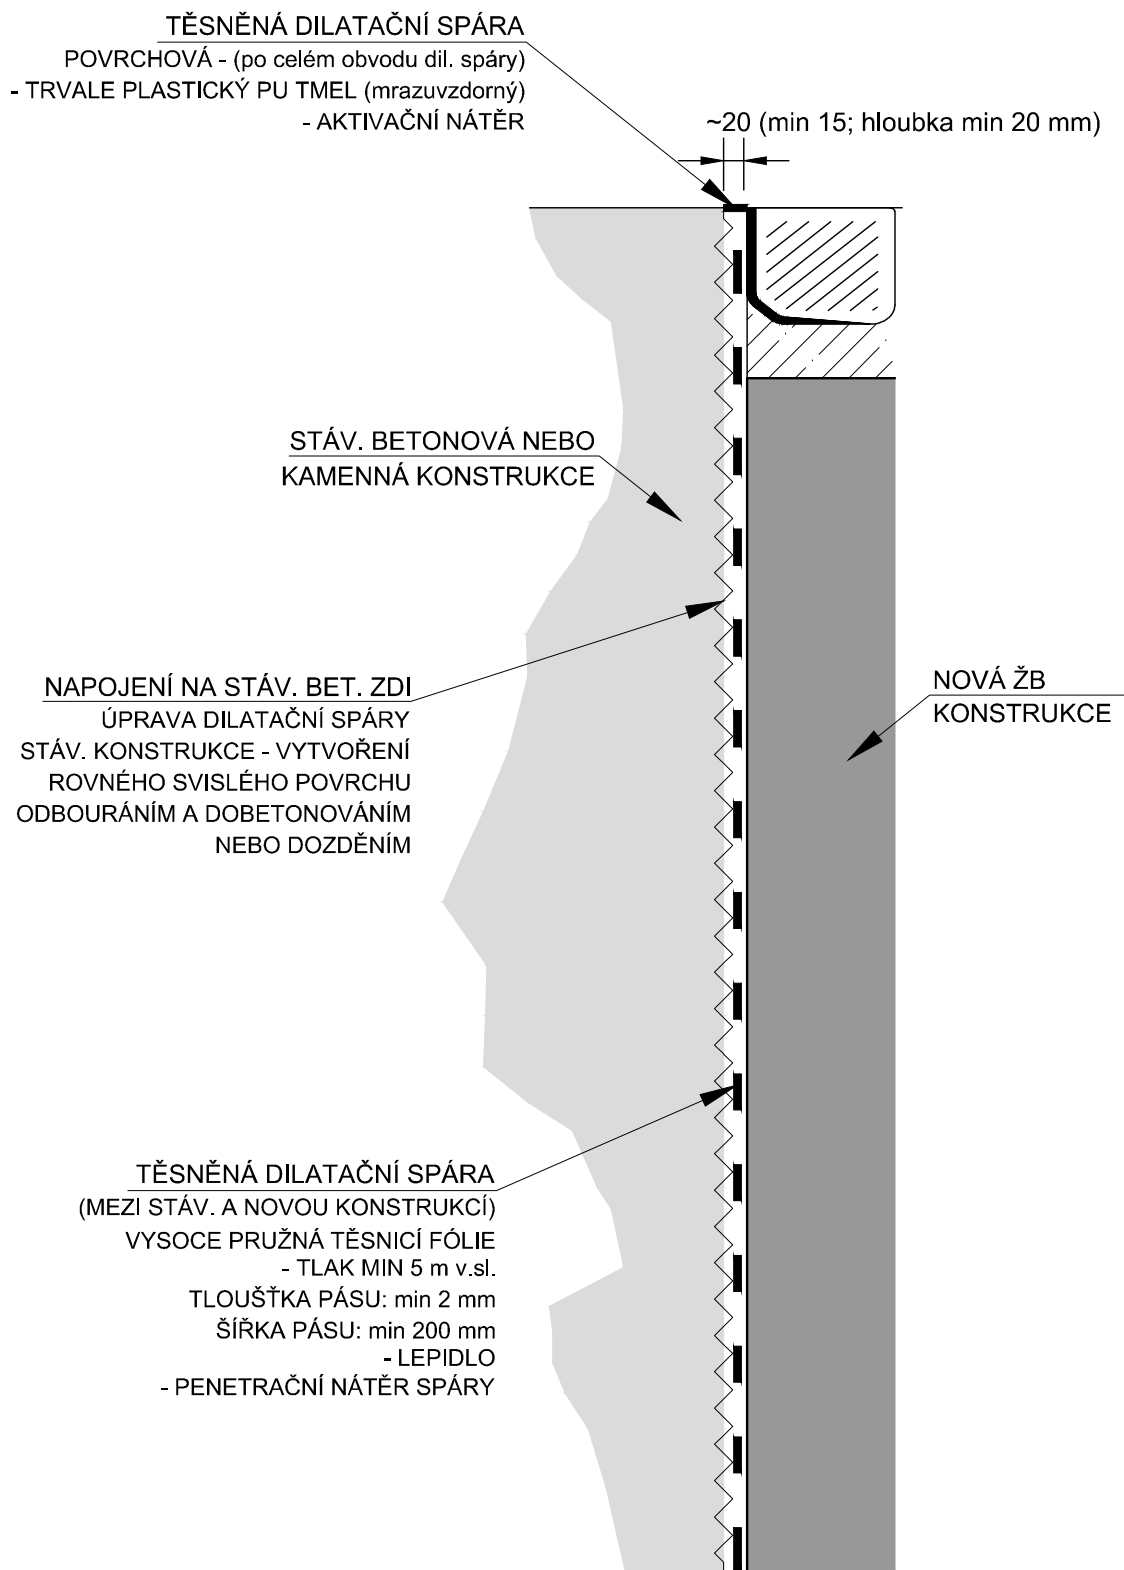 TĚSNĚNÁ DILATAČNÍ SPÁRA
POVRCHOVÁ - (po celém obvodu dil. spáry)
- TRVALE PLASTICKÝ PU TMEL (mrazuvzdorný)
- AKTIVAČNÍ NÁTĚR
~20 (min 15; hloubka min 20 mm)
STÁV. BETONOVÁ NEBO
KAMENNÁ KONSTRUKCE
NAPOJENÍ NA STÁV. BET. ZDI
ÚPRAVA DILATAČNÍ SPÁRY
STÁV. KONSTRUKCE - VYTVOŘENÍ
ROVNÉHO SVISLÉHO POVRCHU
ODBOURÁNÍM A DOBETONOVÁNÍM
NEBO DOZDĚNÍM
NOVÁ ŽB
KONSTRUKCE
TĚSNĚNÁ DILATAČNÍ SPÁRA
(MEZI STÁV. A NOVOU KONSTRUKCÍ)
VYSOCE PRUŽNÁ TĚSNICÍ FÓLIE
- TLAK MIN 5 m v.sl.
TLOUŠŤKA PÁSU: min 2 mm
ŠÍŘKA PÁSU: min 200 mm
- LEPIDLO
- PENETRAČNÍ NÁTĚR SPÁRY